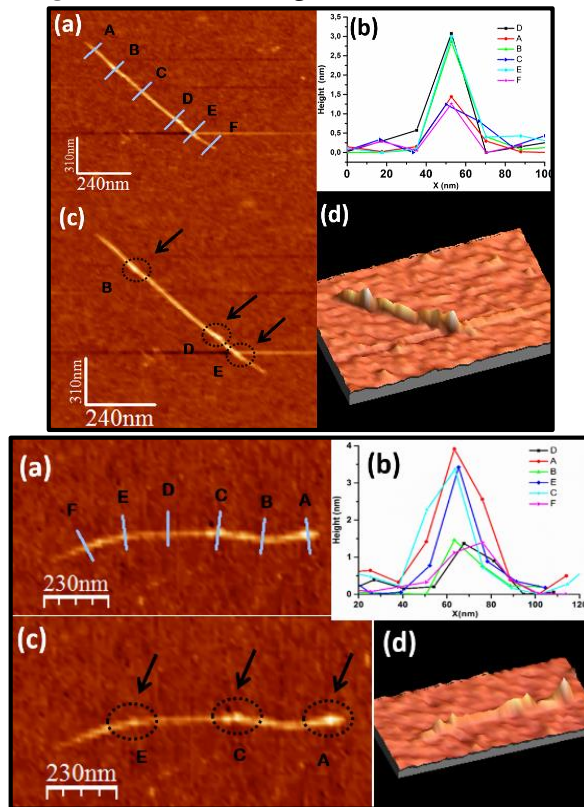 (a)
A
B
C
D
E
F
310nm
240nm
(b)
Height (nm)
3,5
3,0
2,5
2,0
1,5
1,0
0,5
0,0
0
20
40
60
80
100
X (nm)
D
A
B
C
E
F
(c)
B
D
E
310nm
240nm
(d)
(a)
F
E
D
C
B
A
230nm
(b)
Height (nm)
4
3
2
1
0
20
40
60
80
100
120
X(nm)
D
A
B
E
C
F
(c)
E
C
A
230nm
(d)